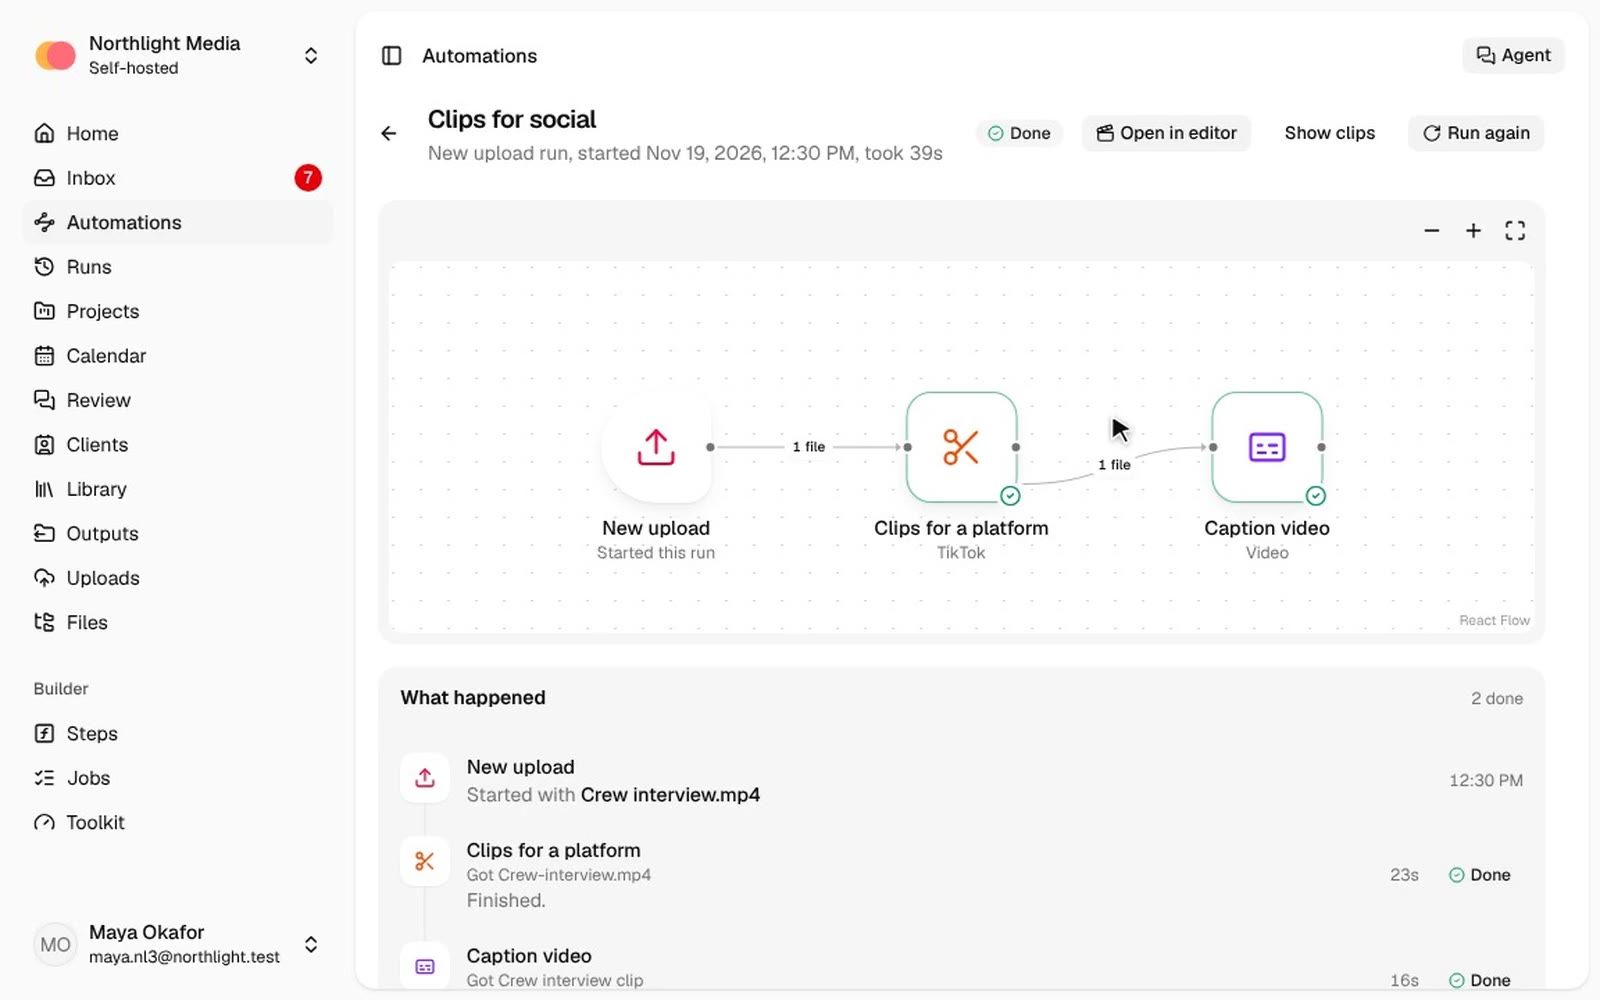 Northlight Media
Self-hosted
Home
Inbox
7
Automations
Runs
Projects
Calendar
Review
Clients
Library
Outputs
Uploads
Files
Builder
Steps
Jobs
Toolkit
MO
Maya Okafor
maya.nl3@northlight.test
Automations
Agent
Clips for social
New upload run, started Nov 19, 2026, 12:30 PM, took 39s
Done
Open in editor
Show clips
Run again
1 file
1 file
New upload
Started this run
Clips for a platform
TikTok
Caption video
Video
React Flow
What happened
2 done
New upload
Started with Crew interview.mp4
12:30 PM
Clips for a platform
Got Crew-interview.mp4
Finished.
23s
Done
Caption video
Got Crew interview clip
16s
Done